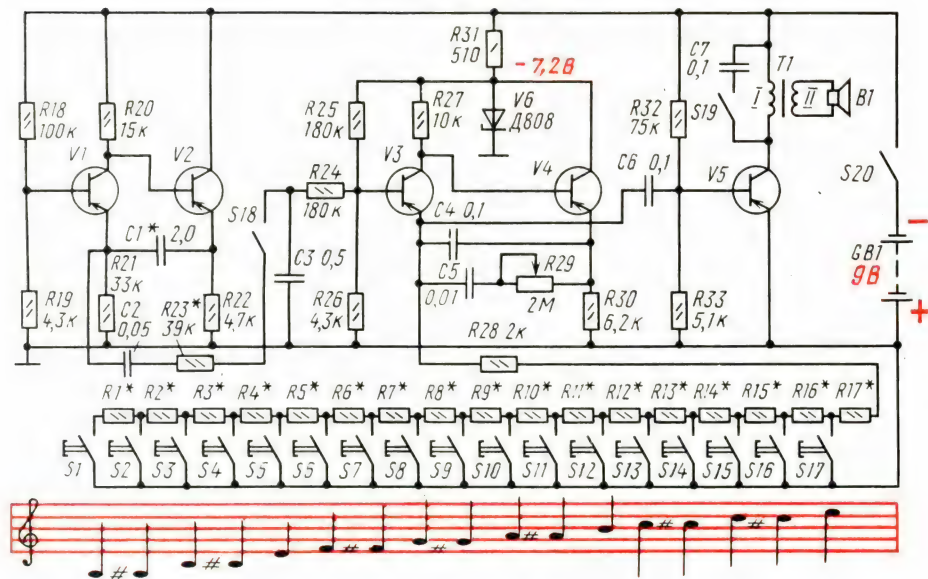 R31
510
- 7,2В
C7
0,1
T1
I
II
B1
R18
100к
R20
15к
R25
180к
R27
10к
V6
Д808
R32
75к
S19
V1
V2
R24
180к
V3
V4
C6 0,1
V5
S20
S18
C4 0,1
C1* 2,0
C3 0,5
C5
0,01
R29
2М
GB1
9В
R21
33к
C2
0,05
R19
4,3к
R23*
39к
R22
4,7к
R26
4,3к
R30
6,2к
R33
5,1к
R28 2к
R1* R2* R3* R4* R5* R6* R7* R8* R9* R10* R11* R12* R13* R14* R15* R16* R17*
S1 S2 S3 S4 S5 S6 S7 S8 S9 S10 S11 S12 S13 S14 S15 S16 S17